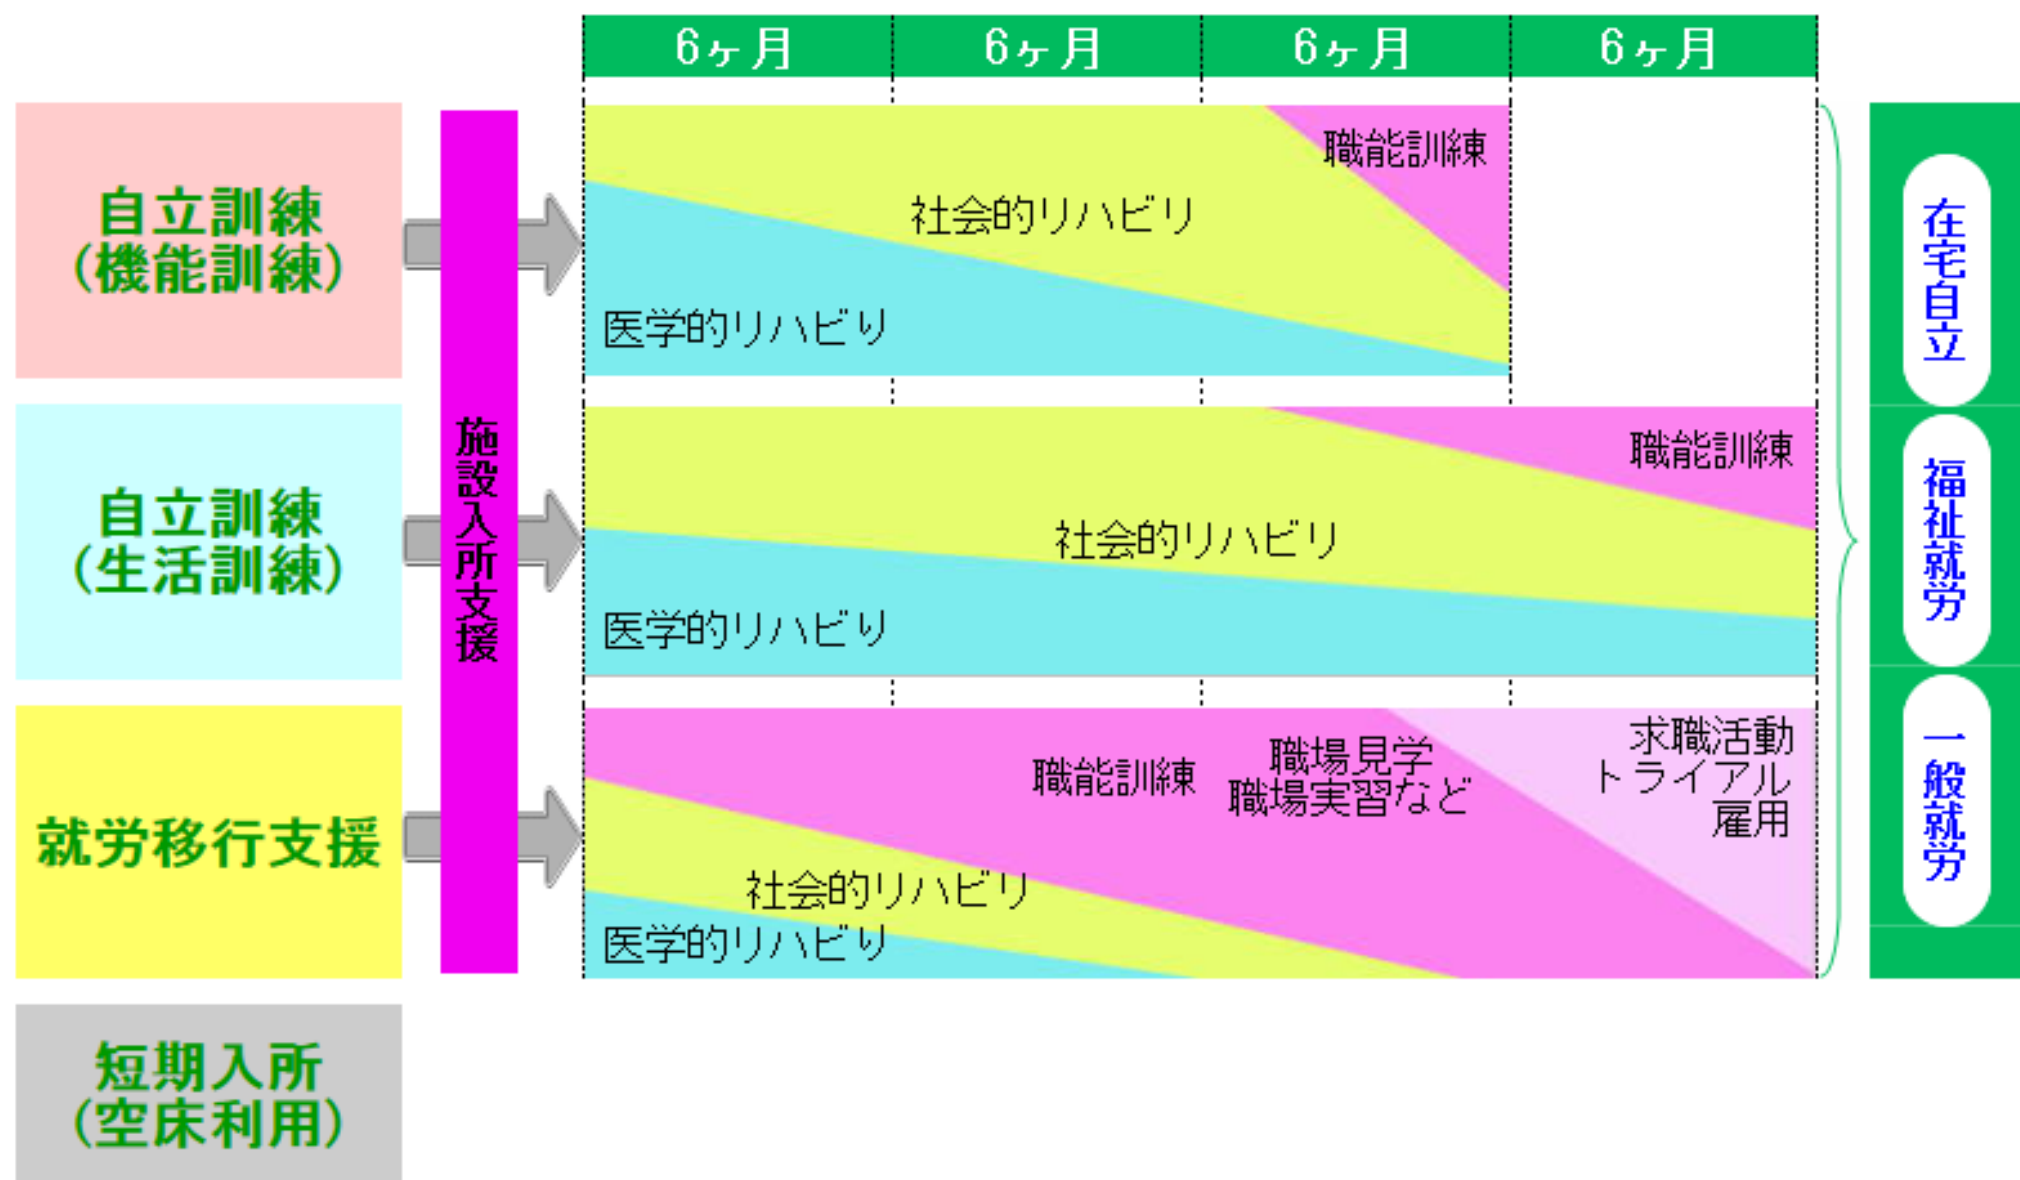 6ヶ月
6ヶ月
6ヶ月
6ヶ月
自立訓練
(機能訓練)
職能訓練
社会的リハビリ
医学的リハビリ
自立訓練
(生活訓練)
職能訓練
社会的リハビリ
医学的リハビリ
就労移行支援
職能訓練
職場見学
職場実習など
求職活動
トライアル
雇用
社会的リハビリ
医学的リハビリ
短期入所
(空床利用)
施設入所支援
在宅自立
福祉就労
一般就労